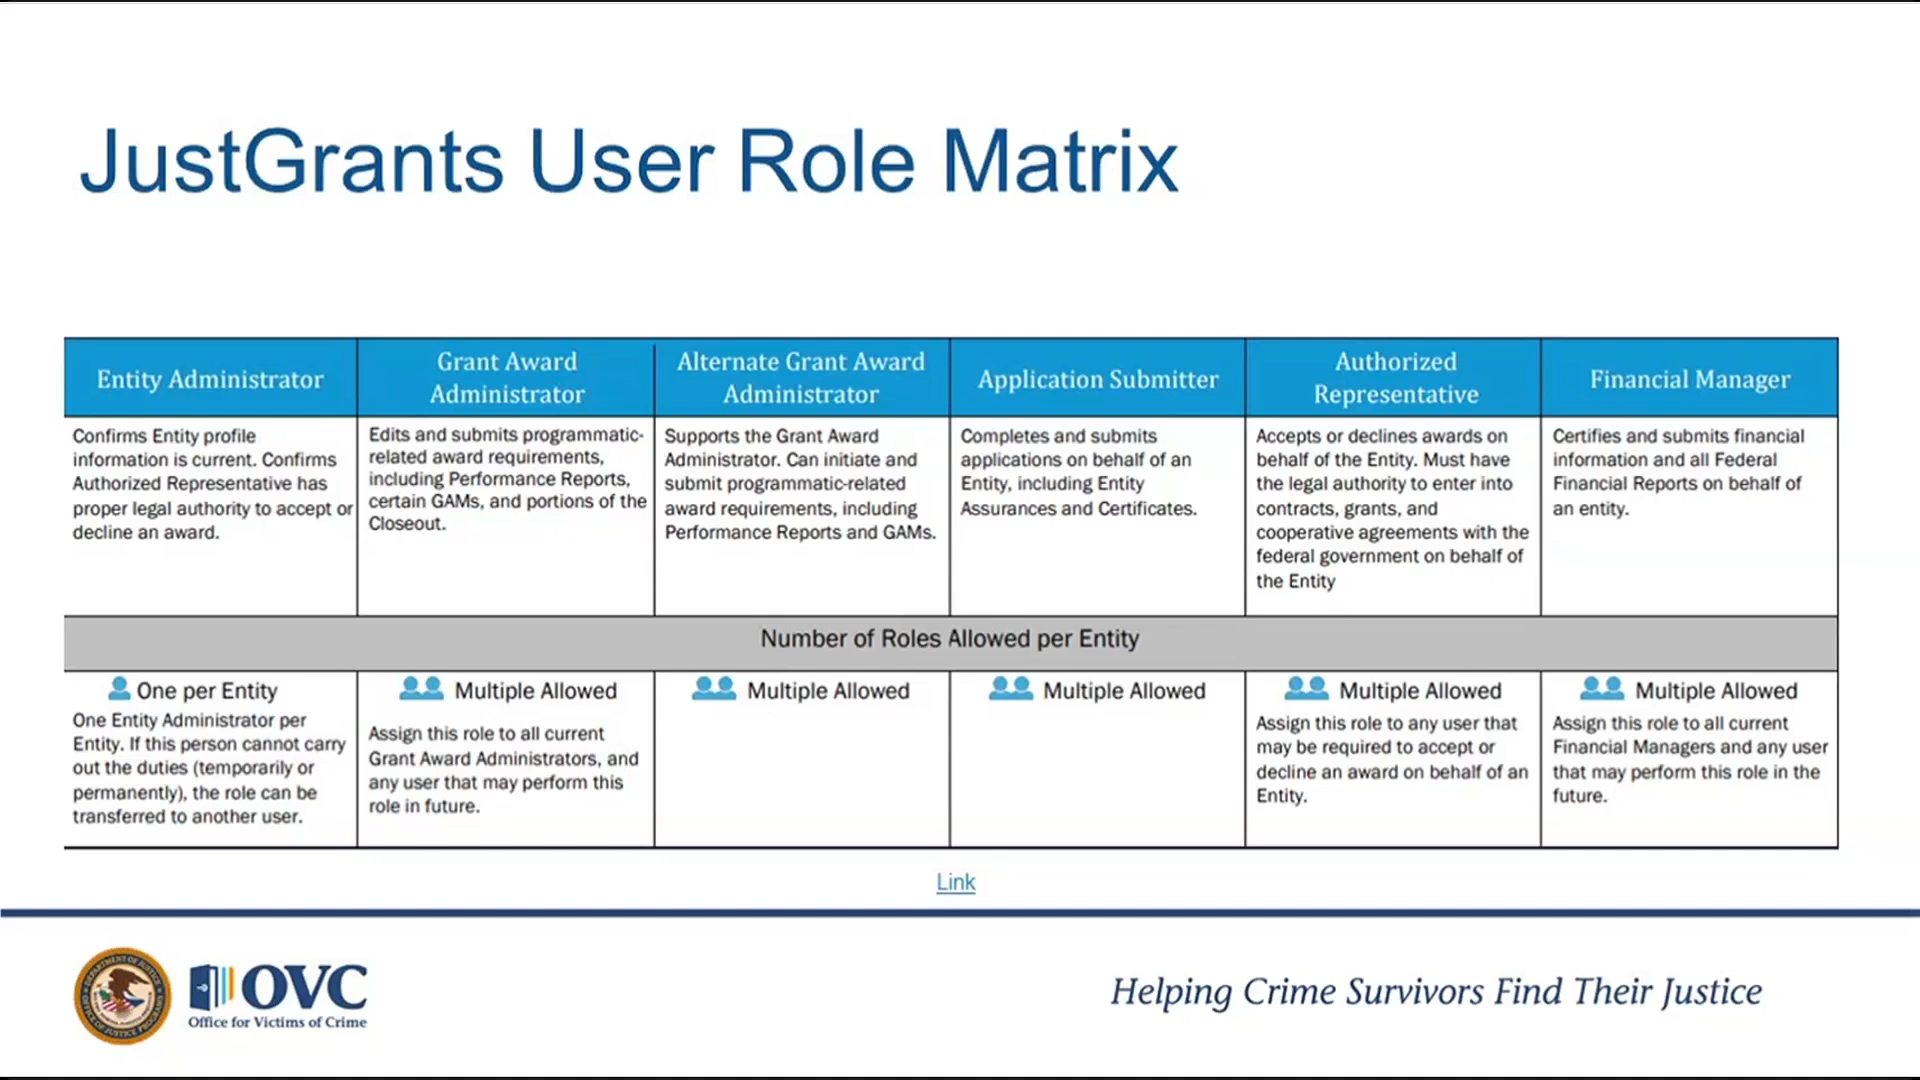 JustGrants User Role Matrix
Entity Administrator
Grant Award
Administrator
Alternate Grant Award
Administrator
Application Submitter
Authorized
Representative
Financial Manager
Confirms Entity profile
information is current. Confirms
Authorized Representative has
proper legal authority to accept or
decline an award.
Edits and submits programmatic-
related award requirements,
including Performance Reports,
certain GAMs, and portions of the
Closeout.
Supports the Grant Award
Administrator. Can initiate and
submit programmatic-related
award requirements, including
Performance Reports and GAMs.
Completes and submits
applications on behalf of an
Entity, including Entity
Assurances and Certificates.
Accepts or declines awards on
behalf of the Entity. Must have
the legal authority to enter into
contracts, grants, and
cooperative agreements with the
federal government on behalf of
the Entity
Certifies and submits financial
information and all Federal
Financial Reports on behalf of
an entity.
Number of Roles Allowed per Entity
One per Entity
One Entity Administrator per
Entity. If this person cannot carry
out the duties (temporarily or
permanently), the role can be
transferred to another user.
Multiple Allowed
Assign this role to all current
Grant Award Administrators, and
any user that may perform this
role in future.
Multiple Allowed
Multiple Allowed
Multiple Allowed
Assign this role to any user that
may be required to accept or
decline an award on behalf of an
Entity.
Multiple Allowed
Assign this role to all current
Financial Managers and any user
that may perform this role in the
future.
Link
OVC
Office for Victims of Crime
Helping Crime Survivors Find Their Justice